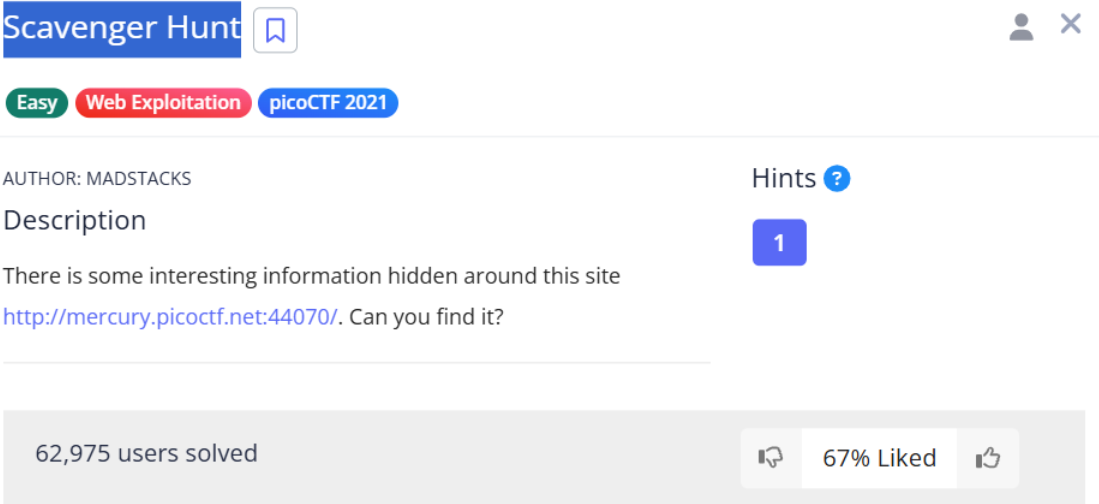 Scavenger Hunt
Easy Web Exploitation picoCTF 2021
AUTHOR: MADSTACKS
Description
There is some interesting information hidden around this site
http://mercury.picoctf.net:44070/. Can you find it?
Hints ?
1
62,975 users solved
67% Liked